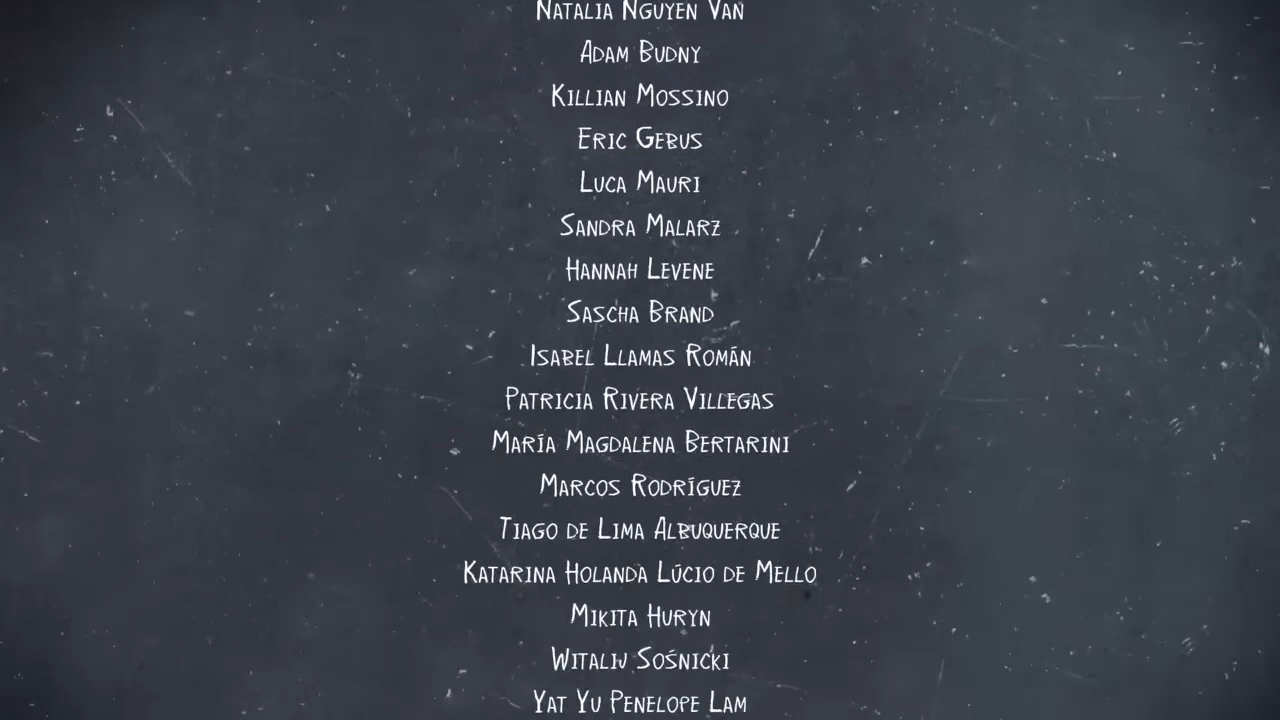 Natalia Nguyen Van
Adam Budny
Killian Mossino
Eric Gebus
Luca Mauri
Sandra Malarz
Hannah Levene
Sascha Brand
Isabel Llamas Román
Patricia Rivera Villegas
María Magdalena Bertarini
Marcos Rodríguez
Tiago de Lima Albuquerque
Katarina Holanda Lúcio de Mello
Mikita Huryn
Witalij Sośnicki
Yat Yu Penelope Lam